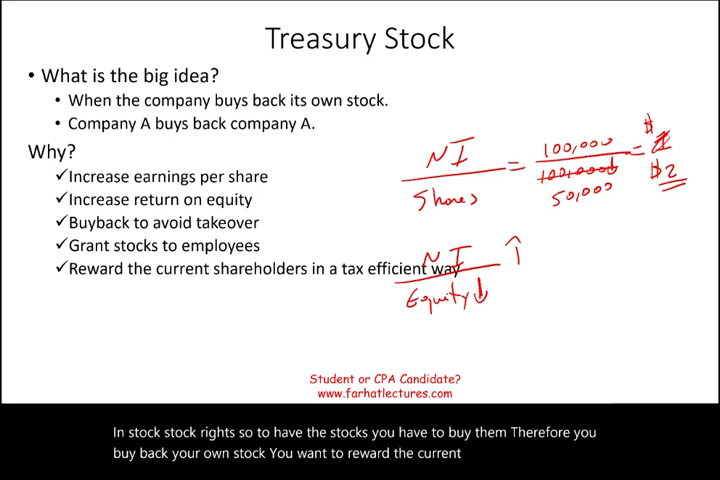 Treasury Stock
• What is the big idea?
• When the company buys back its own stock.
• Company A buys back company A.
Why?
✓Increase earnings per share
✓Increase return on equity
✓Buyback to avoid takeover
✓Grant stocks to employees
✓Reward the current shareholders in a tax efficient way
NI
Shares
=
100,000
100,000
50,000
= $
$2
NI
Equity↓
↑
Student or CPA Candidate?
www.farhatlectures.com
In stock stock rights so to have the stocks you have to buy them Therefore you
buy back your own stock You want to reward the current